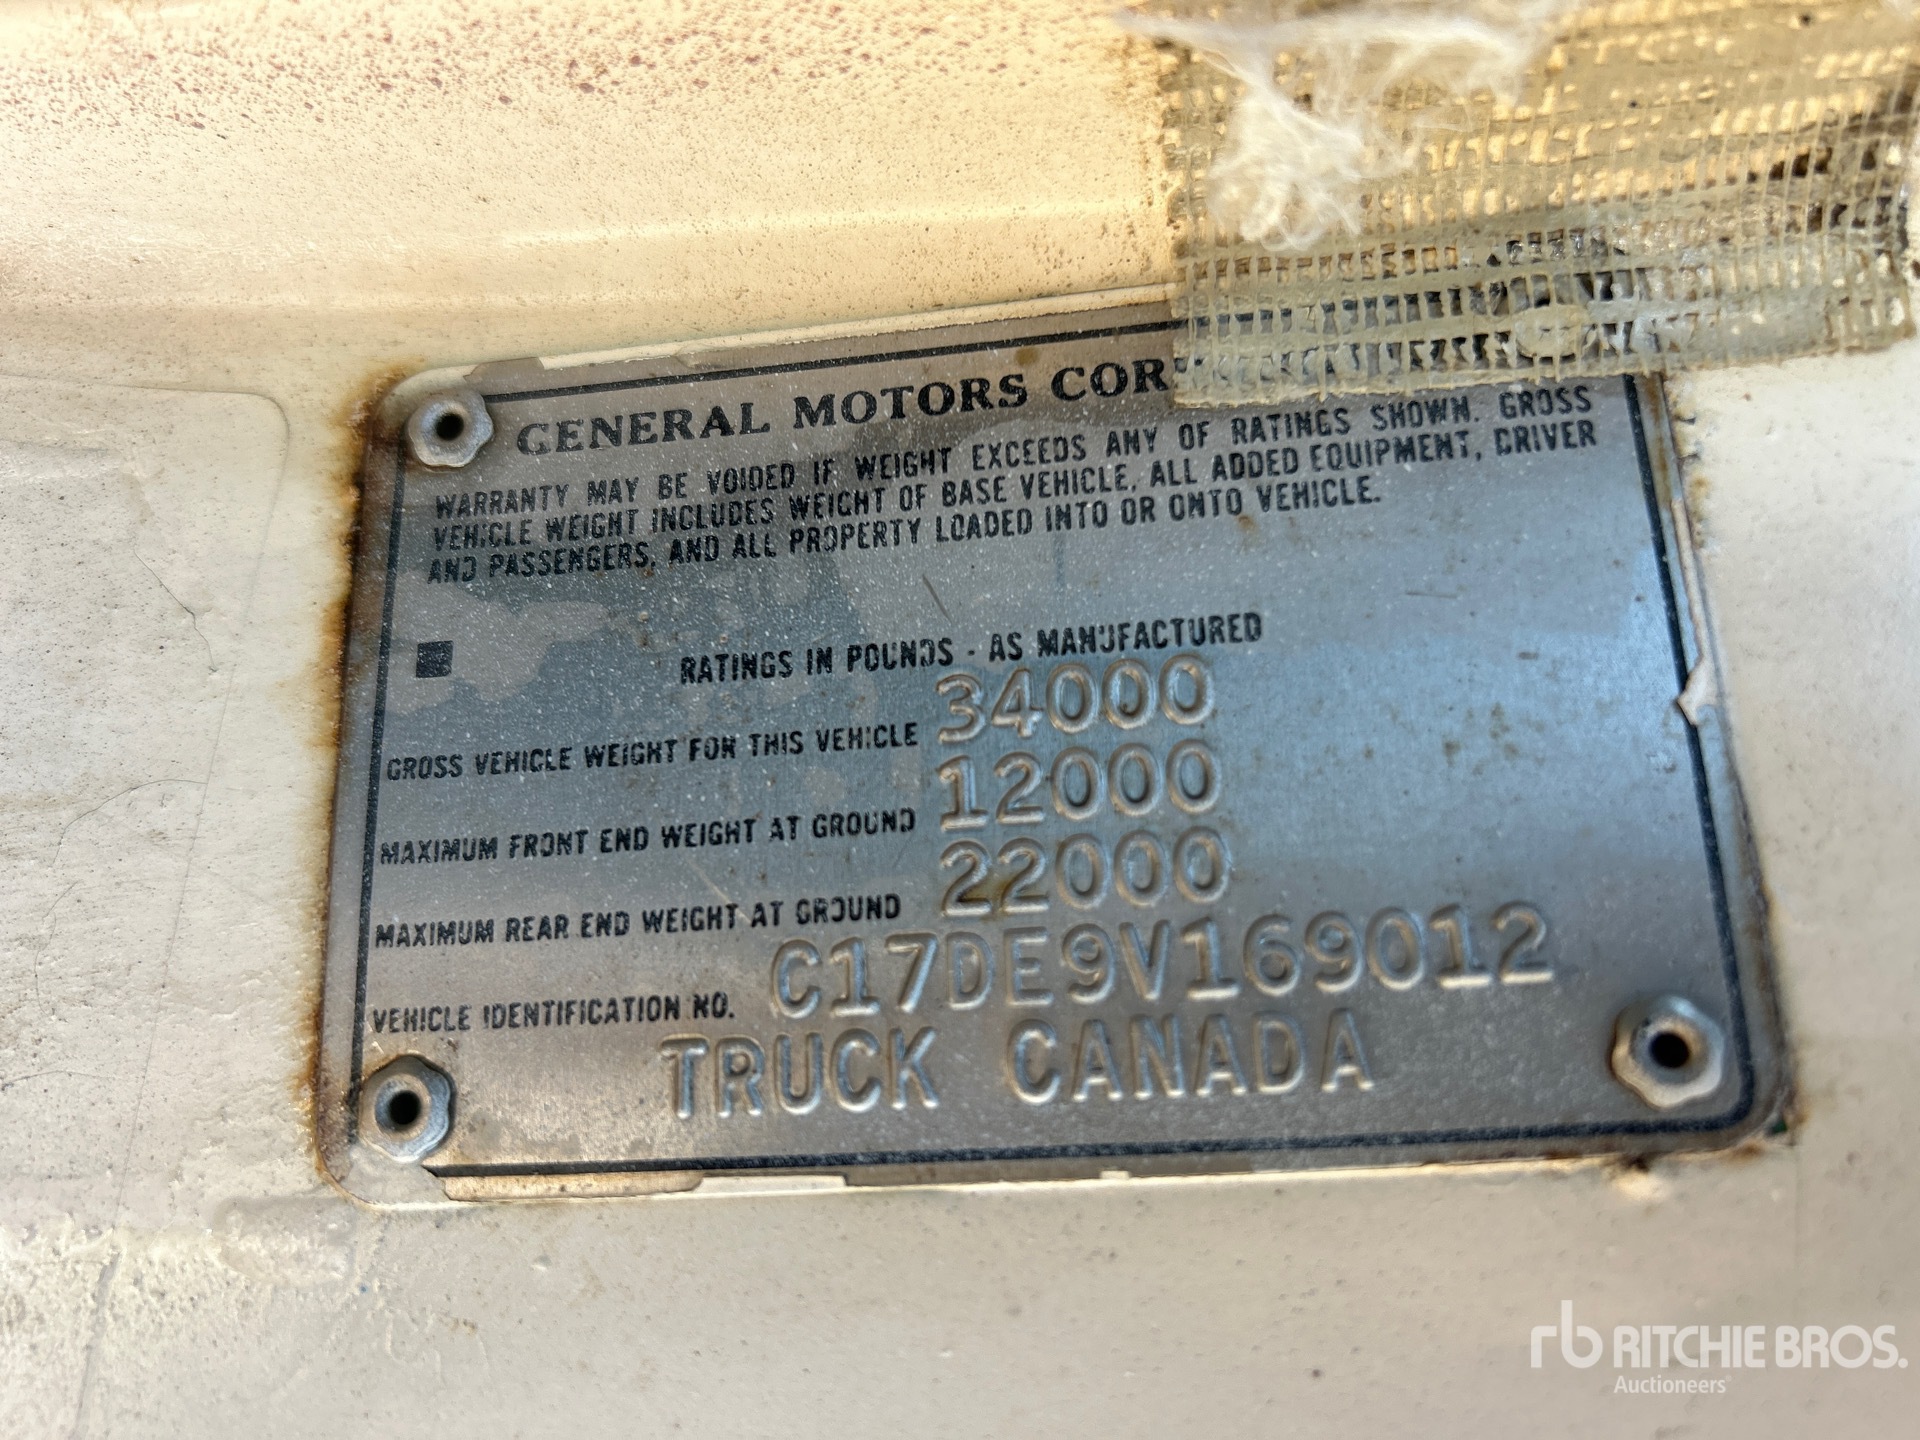 GENERAL MOTORS COR
WARRANTY MAY BE VOIDED IF WEIGHT EXCEEDS ANY OF RATINGS SHOWN. GROSS
VEHICLE WEIGHT INCLUDES WEIGHT OF BASE VEHICLE, ALL ADDED EQUIPMENT, DRIVER
AND PASSENGERS, AND ALL PROPERTY LOADED INTO OR ONTO VEHICLE.
RATINGS IN POUNDS - AS MANUFACTURED
GROSS VEHICLE WEIGHT FOR THIS VEHICLE 34000
MAXIMUM FRONT END WEIGHT AT GROUND 12000
MAXIMUM REAR END WEIGHT AT GROUND 22000
VEHICLE IDENTIFICATION NO. C17DE9V169012
TRUCK CANADA
rb RITCHIE BROS.
Auctioneers